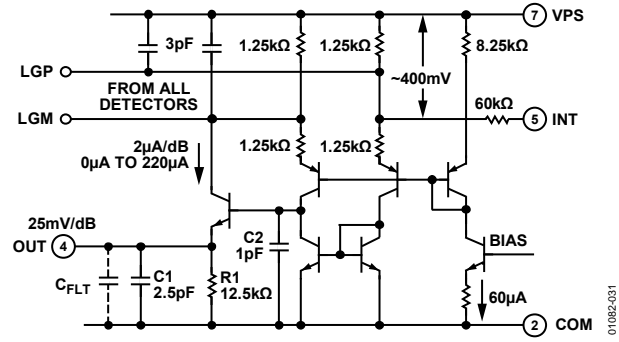 7 VPS
3pF
1.25kΩ
1.25kΩ
8.25kΩ
LGP
FROM ALL
DETECTORS
~400mV
60kΩ
LGM
5 INT
2µA/dB
0µA TO 220µA
1.25kΩ
1.25kΩ
25mV/dB
OUT 4
C2
1pF
BIAS
CFLT
C1
2.5pF
R1
12.5kΩ
60µA
2 COM
01082-031